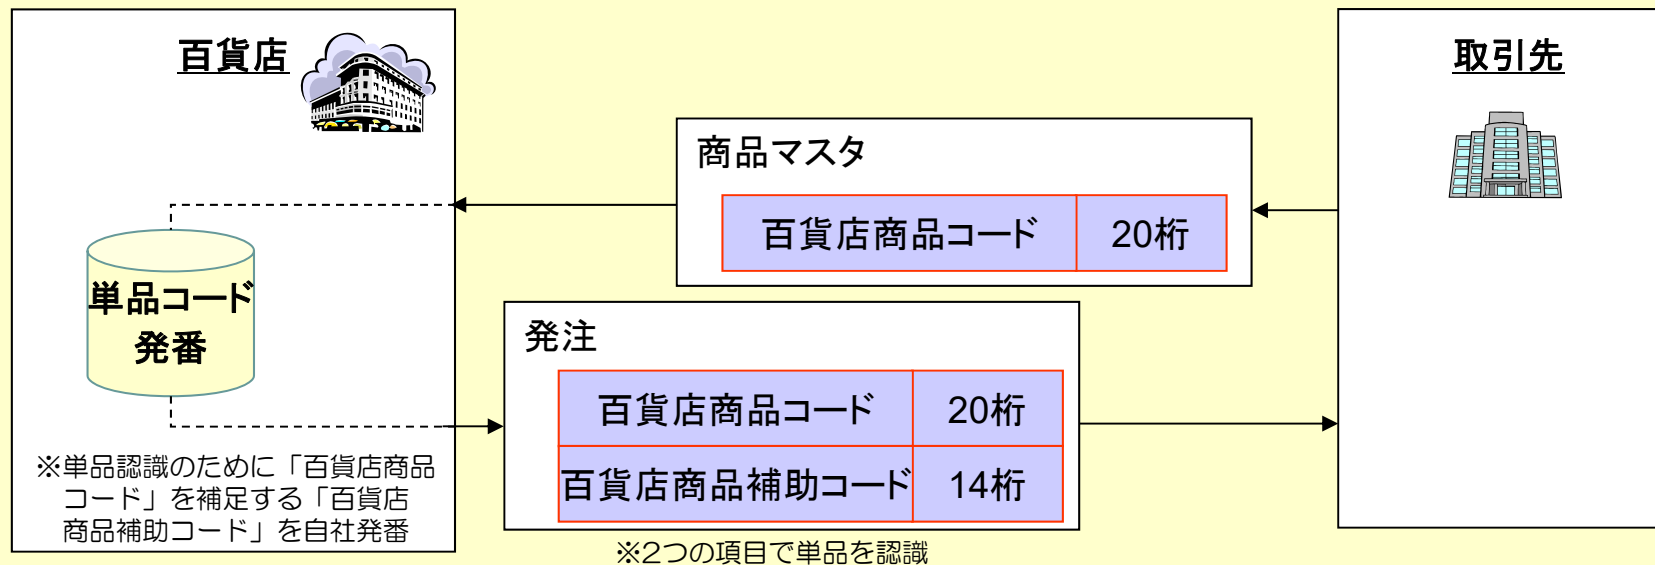 百貨店
取引先
商品マスタ
百貨店商品コード 20桁
単品コード
発番
発注
百貨店商品コード 20桁
百貨店商品補助コード 14桁
※単品認識のために「百貨店商品
コード」を補足する「百貨店
商品補助コード」を自社発番
※2つの項目で単品を認識